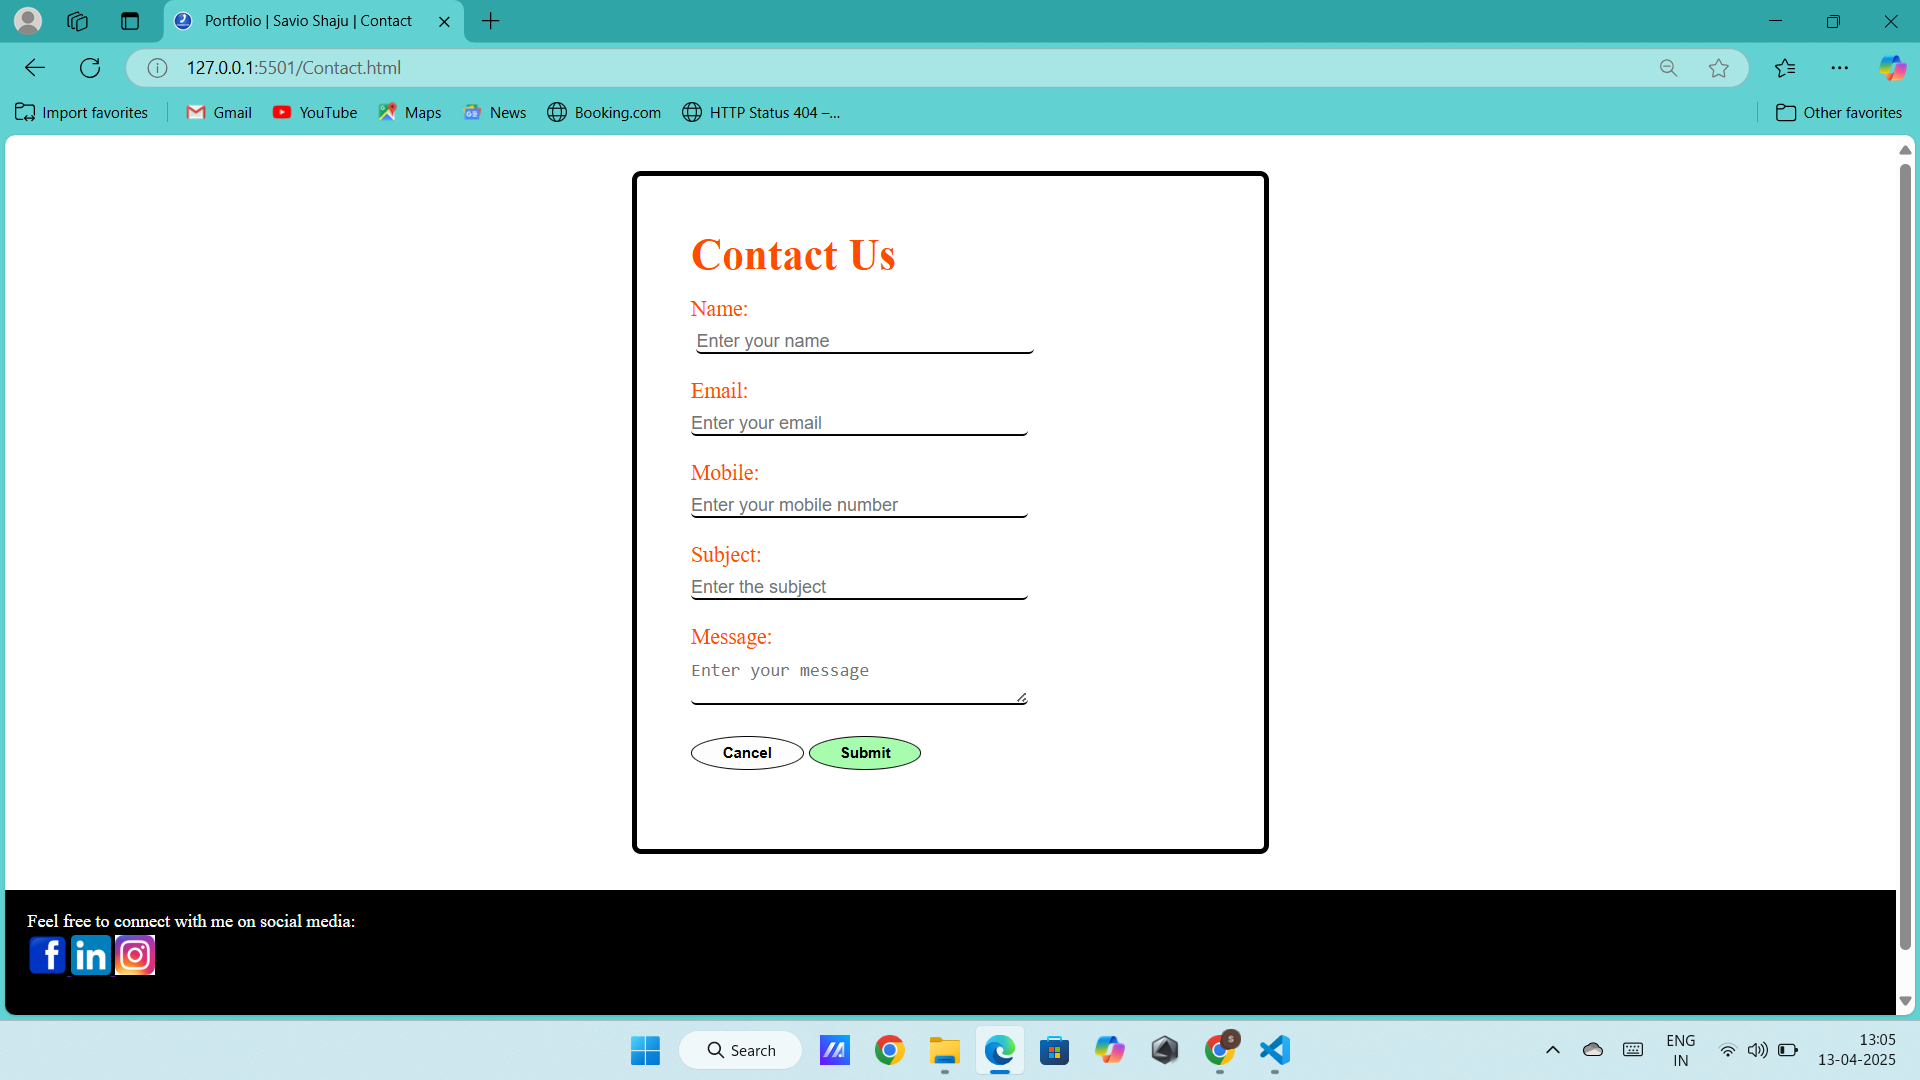 Portfolio | Savio Shaju | Contact
127.0.0.1:5501/Contact.html
Import favorites
Gmail
YouTube
Maps
News
Booking.com
HTTP Status 404 –...
Other favorites
Contact Us
Name:
Enter your name
Email:
Enter your email
Mobile:
Enter your mobile number
Subject:
Enter the subject
Message:
Enter your message
Cancel
Submit
Feel free to connect with me on social media:
Search
ENG
IN
13:05
13-04-2025